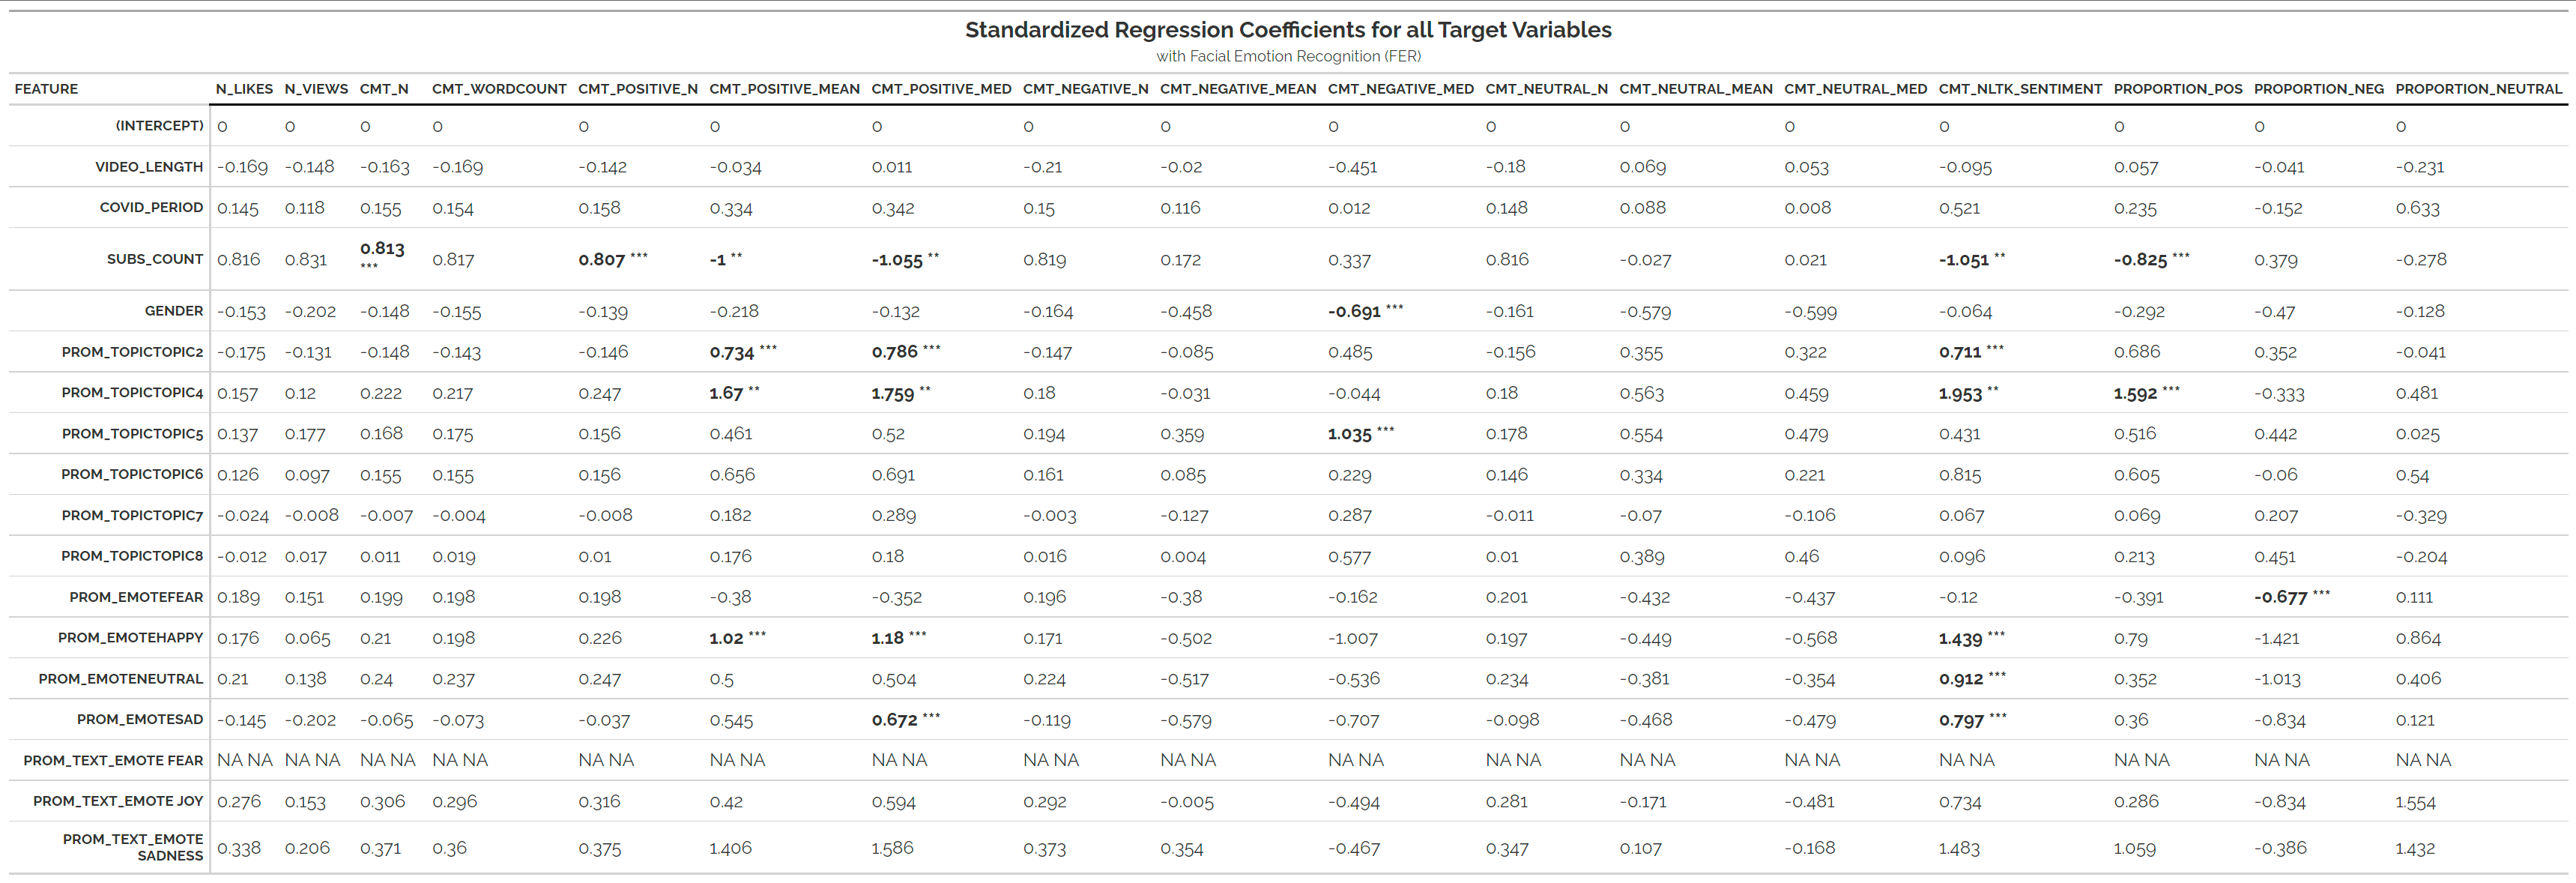 Standardized Regression Coefficients for all Target Variables
with Facial Emotion Recognition (FER)
FEATURE N_LIKES N_VIEWS CMT_N CMT_WORDCOUNT CMT_POSITIVE_N CMT_POSITIVE_MEAN CMT_POSITIVE_MED CMT_NEGATIVE_N CMT_NEGATIVE_MEAN CMT_NEGATIVE_MED CMT_NEUTRAL_N CMT_NEUTRAL_MEAN CMT_NEUTRAL_MED CMT_NLTK_SENTIMENT PROPORTION_POS PROPORTION_NEG PROPORTION_NEUTRAL
(INTERCEPT) 0 0 0 0 0 0 0 0 0 0 0 0 0 0 0 0 0
VIDEO_LENGTH -0.169 -0.148 -0.163 -0.169 -0.142 -0.034 0.011 -0.21 -0.02 -0.451 -0.18 0.069 0.053 -0.095 0.057 -0.041 -0.231
COVID_PERIOD 0.145 0.118 0.155 0.154 0.158 0.334 0.342 0.15 0.116 0.012 0.148 0.088 0.008 0.521 0.235 -0.152 0.633
SUBS_COUNT 0.816 0.831 0.813 *** 0.817 0.807 *** -1 ** -1.055 ** 0.819 0.172 0.337 0.816 -0.027 0.021 -1.051 ** -0.825 *** 0.379 -0.278
GENDER -0.153 -0.202 -0.148 -0.155 -0.139 -0.218 -0.132 -0.164 -0.458 -0.691 *** -0.161 -0.579 -0.599 -0.064 -0.292 -0.47 -0.128
PROM_TOPICTOPIC2 -0.175 -0.131 -0.148 -0.143 -0.146 0.734 *** 0.786 *** -0.147 -0.085 0.485 -0.156 0.355 0.322 0.711 *** 0.686 0.352 -0.041
PROM_TOPICTOPIC4 0.157 0.12 0.222 0.217 0.247 1.67 ** 1.759 ** 0.18 -0.031 -0.044 0.18 0.563 0.459 1.953 ** 1.592 *** -0.333 0.481
PROM_TOPICTOPIC5 0.137 0.177 0.168 0.175 0.156 0.461 0.52 0.194 0.359 1.035 *** 0.178 0.554 0.479 0.431 0.516 0.442 0.025
PROM_TOPICTOPIC6 0.126 0.097 0.155 0.155 0.156 0.656 0.691 0.161 0.085 0.229 0.146 0.334 0.221 0.815 0.605 -0.06 0.54
PROM_TOPICTOPIC7 -0.024 -0.008 -0.007 -0.004 -0.008 0.182 0.289 -0.003 -0.127 0.287 -0.011 -0.07 -0.106 0.067 0.069 0.207 -0.329
PROM_TOPICTOPIC8 -0.012 0.017 0.011 0.019 0.01 0.176 0.18 0.016 0.004 0.577 0.01 0.389 0.46 0.096 0.213 0.451 -0.204
PROM_EMOTEFEAR 0.189 0.151 0.199 0.198 0.198 -0.38 -0.352 0.196 -0.38 -0.162 0.201 -0.432 -0.437 -0.12 -0.391 -0.677 *** 0.111
PROM_EMOTEHAPPY 0.176 0.065 0.21 0.198 0.226 1.02 *** 1.18 *** 0.171 -0.502 -1.007 0.197 -0.449 -0.568 1.439 *** 0.79 -1.421 0.864
PROM_EMOTENEUTRAL 0.21 0.138 0.24 0.237 0.247 0.5 0.504 0.224 -0.517 -0.536 0.234 -0.381 -0.354 0.912 *** 0.352 -1.013 0.406
PROM_EMOTESAD -0.145 -0.202 -0.065 -0.073 -0.037 0.545 0.672 *** -0.119 -0.579 -0.707 -0.098 -0.468 -0.479 0.797 *** 0.36 -0.834 0.121
PROM_TEXT_EMOTE FEAR NA NA NA NA NA NA NA NA NA NA NA NA NA NA NA NA NA NA NA NA NA NA NA NA NA NA NA NA NA NA NA NA NA NA
PROM_TEXT_EMOTE JOY 0.276 0.153 0.306 0.296 0.316 0.42 0.594 0.292 -0.005 -0.494 0.281 -0.171 -0.481 0.734 0.286 -0.834 1.554
PROM_TEXT_EMOTE
SADNESS 0.338 0.206 0.371 0.36 0.375 1.406 1.586 0.373 0.354 -0.467 0.347 0.107 -0.168 1.483 1.059 -0.386 1.432